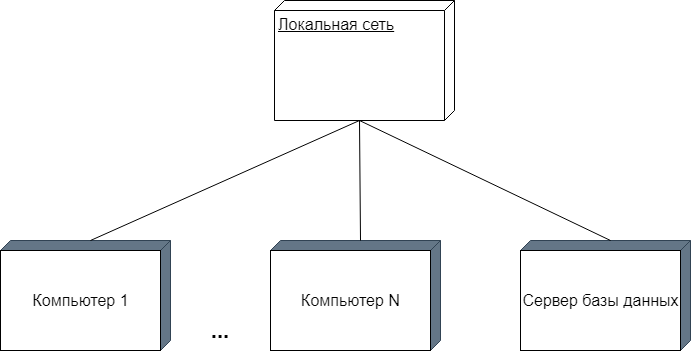 Локальная сеть
Компьютер 1
...
Компьютер N
Сервер базы данных